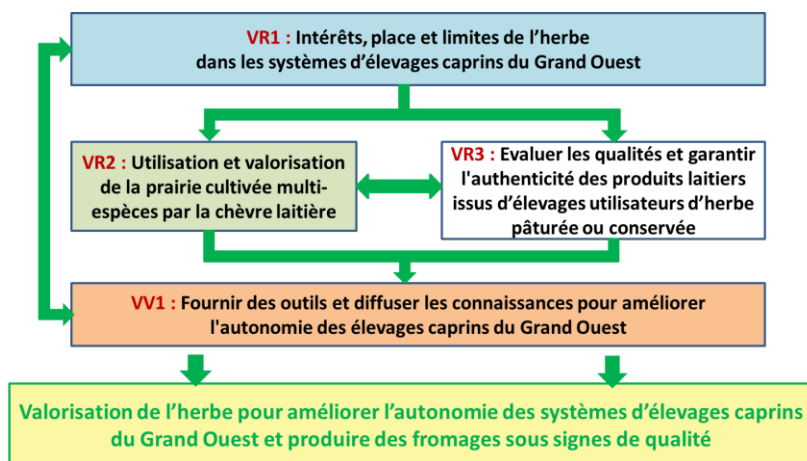 VR1 : Intérêts, place et limites de l'herbe
dans les systèmes d'élevages caprins du Grand Ouest
VR2 : Utilisation et valorisation
de la prairie cultivée multi-
espèces par la chèvre laitière
VR3 : Evaluer les qualités et garantir
l'authenticité des produits laitiers
issus d'élevages utilisateurs d'herbe
pâturée ou conservée
VV1 : Fournir des outils et diffuser les connaissances pour améliorer
l'autonomie des élevages caprins du Grand Ouest
Valorisation de l'herbe pour améliorer l'autonomie des systèmes d'élevages caprins
du Grand Ouest et produire des fromages sous signes de qualité